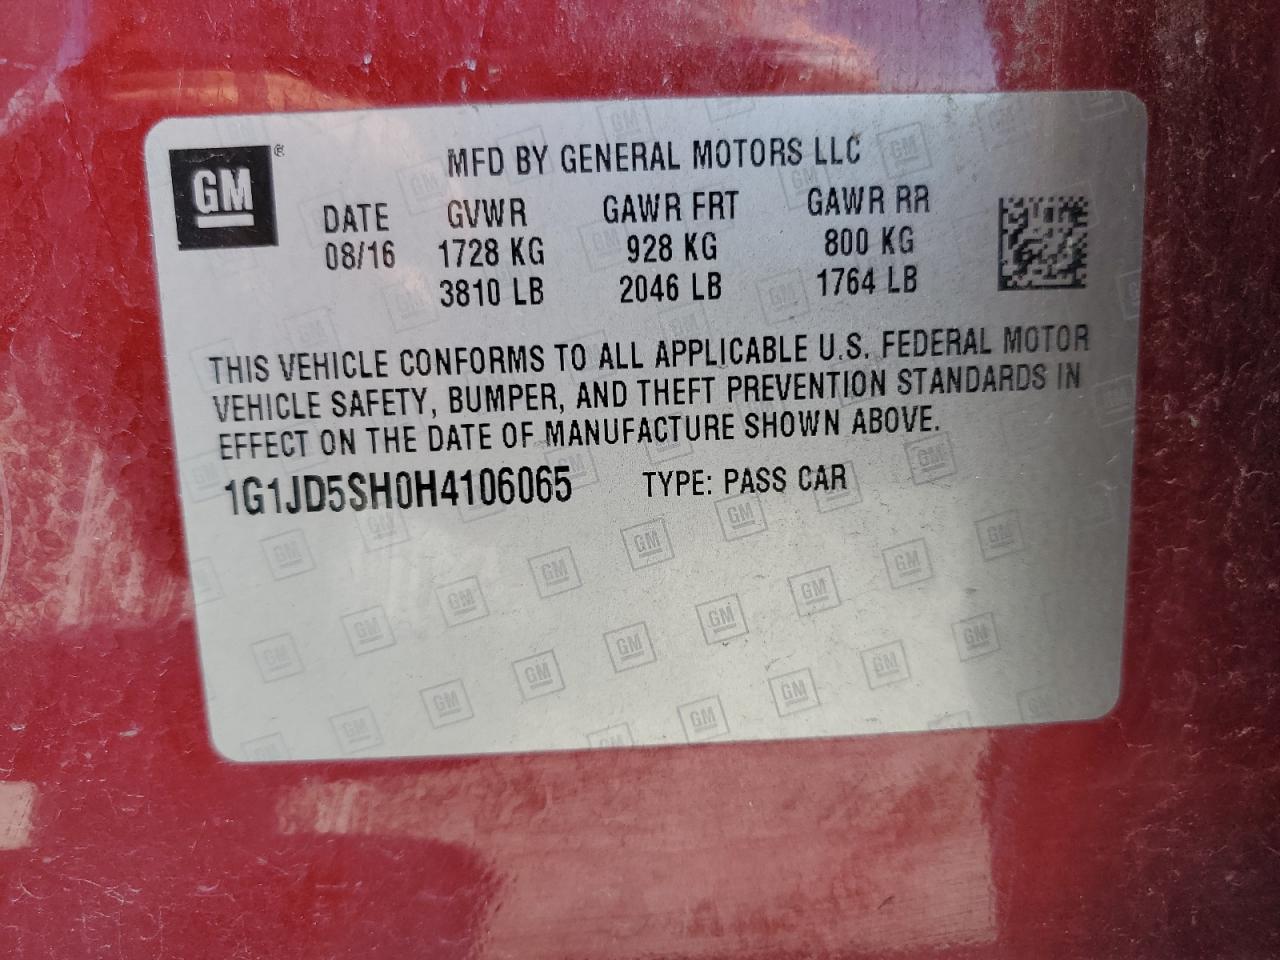 GM®
MFD BY GENERAL MOTORS LLC
DATE GVWR GAWR FRT GAWR RR
08/16 1728 KG 928 KG 800 KG
3810 LB 2046 LB 1764 LB
THIS VEHICLE CONFORMS TO ALL APPLICABLE U.S. FEDERAL MOTOR
VEHICLE SAFETY, BUMPER, AND THEFT PREVENTION STANDARDS IN
EFFECT ON THE DATE OF MANUFACTURE SHOWN ABOVE.
1G1JD5SH0H4106065 TYPE: PASS CAR